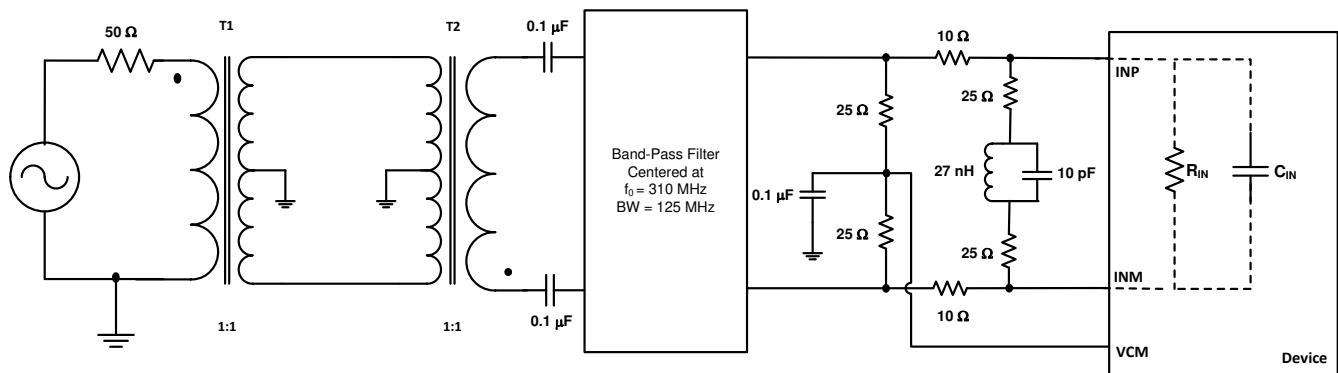 50 Ω
T1
T2
0.1 μF
10 Ω
INP
25 Ω
25 Ω
Band-Pass Filter
Centered at
f₀ = 310 MHz
BW = 125 MHz
27 nH
10 pF
RIN
CIN
0.1 μF
25 Ω
25 Ω
INM
10 Ω
1:1
1:1
0.1 μF
VCM
Device